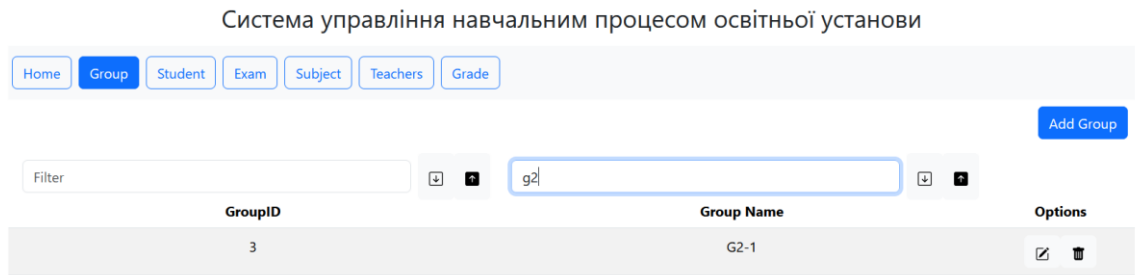 Система управління навчальним процесом освітньої установи
Home Group Student Exam Subject Teachers Grade
Add Group
Filter g2
GroupID Group Name Options
3 G2-1